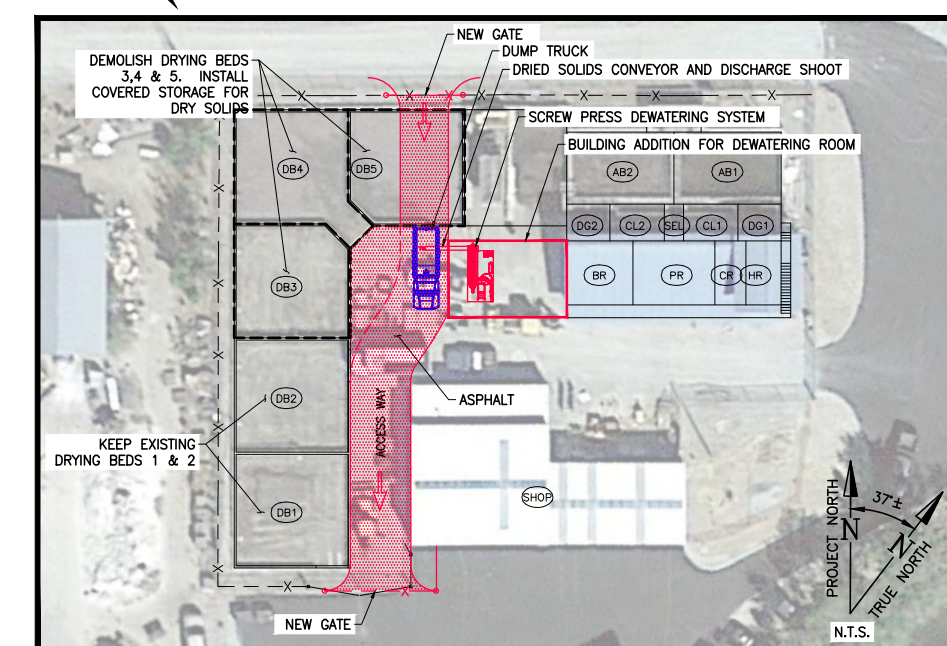 NEW GATE
DUMP TRUCK
DRIED SOLIDS CONVEYOR AND DISCHARGE SHOOT
DEMOLISH DRYING BEDS
3,4 & 5. INSTALL
COVERED STORAGE FOR
DRY SOLIDS
SCREW PRESS DEWATERING SYSTEM
BUILDING ADDITION FOR DEWATERING ROOM
DB4
DB5
AB2
AB1
DG2
CL2
SEL
CL1
DG1
BR
PR
CR
HR
DB3
DB2
ASPHALT
ACCESS WAY
KEEP EXISTING
DRYING BEDS 1 & 2
DB1
SHOP
NEW GATE
PROJECT NORTH
N
37°±
N
TRUE NORTH
N.T.S.